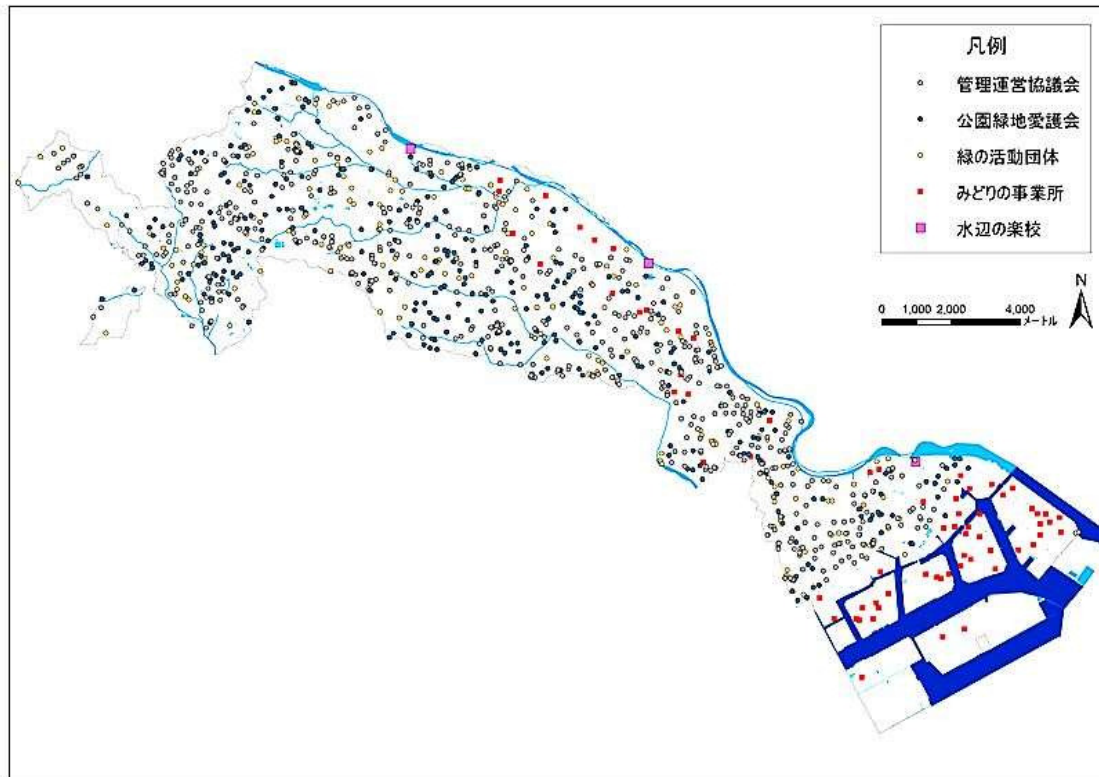 凡例
管理運営協議会
公園緑地愛護会
緑の活動団体
みどりの事業所
水辺の楽校
N
0 1,000 2,000 4,000
メートル